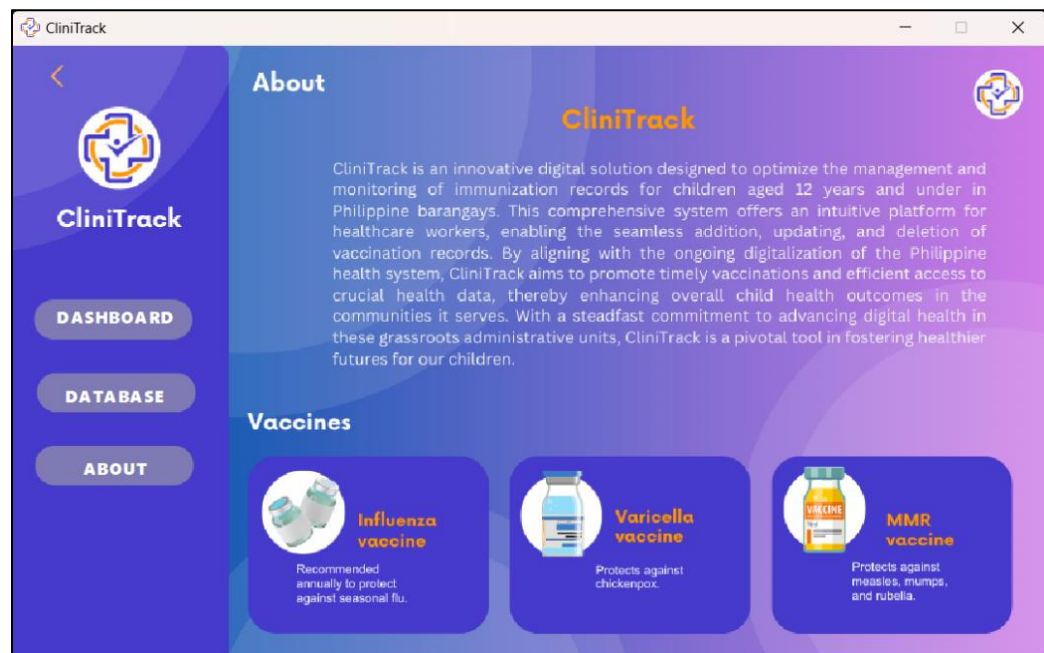 CliniTrack
CliniTrack
DASHBOARD
DATABASE
ABOUT
About
CliniTrack
CliniTrack is an innovative digital solution designed to optimize the management and
monitoring of immunization records for children aged 12 years and under in
Philippine barangays. This comprehensive system offers an intuitive platform for
healthcare workers, enabling the seamless addition, updating, and deletion of
vaccination records. By aligning with the ongoing digitalization of the Philippine
health system, CliniTrack aims to promote timely vaccinations and efficient access to
crucial health data, thereby enhancing overall child health outcomes in the
communities it serves. With a steadfast commitment to advancing digital health in
these grassroots administrative units, CliniTrack is a pivotal tool in fostering healthier
futures for our children.
Vaccines
Influenza
vaccine
Recommended
annually to protect
against seasonal flu.
Varicella
vaccine
Protects against
chickenpox.
VACCINE
MMR
vaccine
Protects against
measles, mumps,
and rubella.